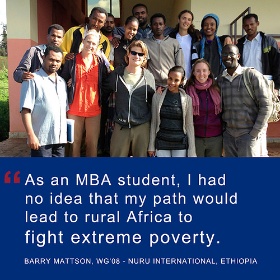 “As an MBA student, I had
no idea that my path would
lead to rural Africa to
fight extreme poverty.
BARRY MATTSON, WG'08 - NURU INTERNATIONAL, ETHIOPIA